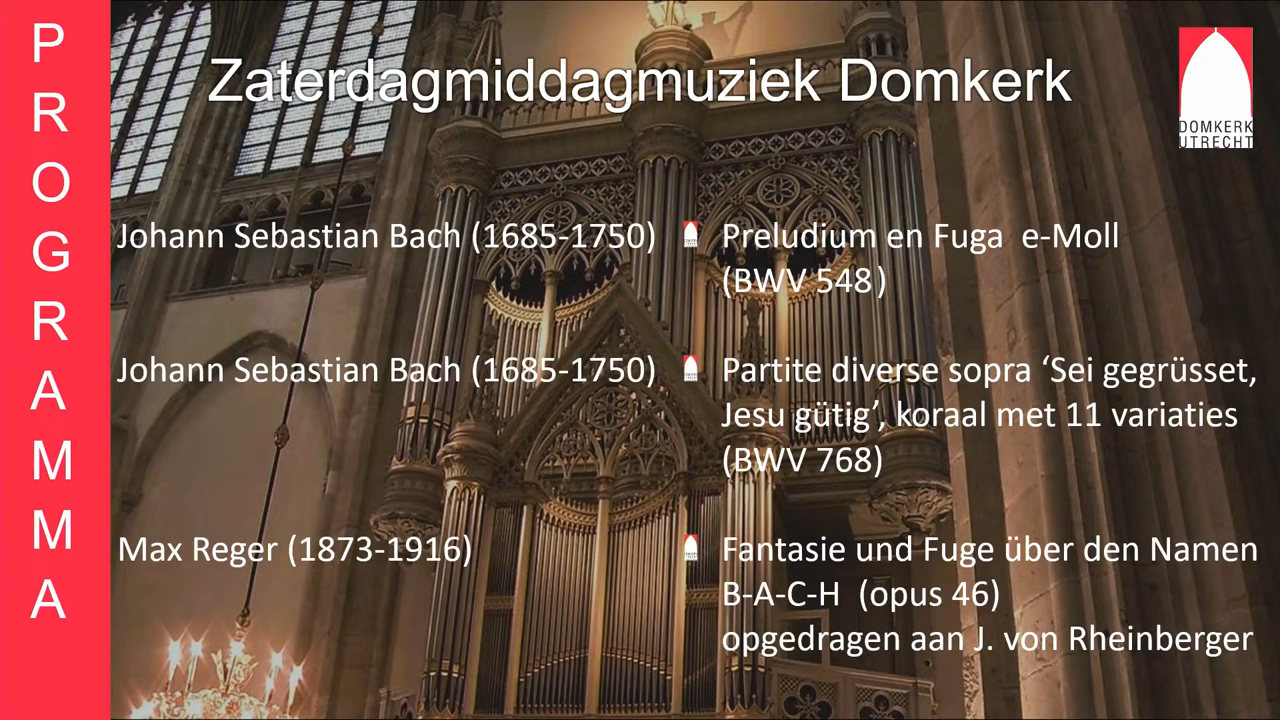 PROGRAMMA
Zaterdagmiddagmuziek Domkerk
DOMKERK
UTRECHT
Johann Sebastian Bach (1685-1750)
Preludium en Fuga e-Moll
(BWV 548)
Johann Sebastian Bach (1685-1750)
Partite diverse sopra ‘Sei gegrüsset,
Jesu gütig’, koraal met 11 variaties
(BWV 768)
Max Reger (1873-1916)
Fantasie und Fuge über den Namen
B-A-C-H (opus 46)
opgedragen aan J. von Rheinberger